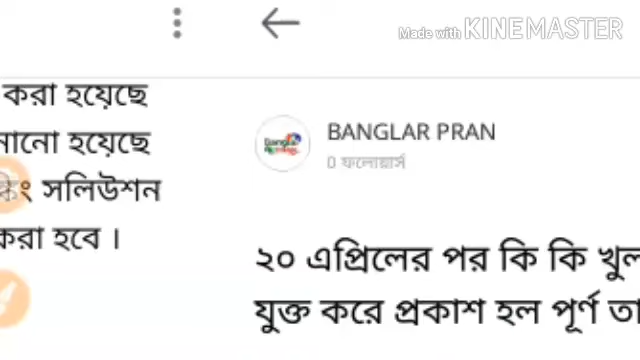 Made with KINEMASTER
করা হয়েছে
হয়েছে
সলিউশন
করা হবে ।
BANGLAR PRAN
0 ফলোয়ার্স
২০ এপ্রিলের পর কি কি
যুক্ত করে প্রকাশ হল পূর্ণ